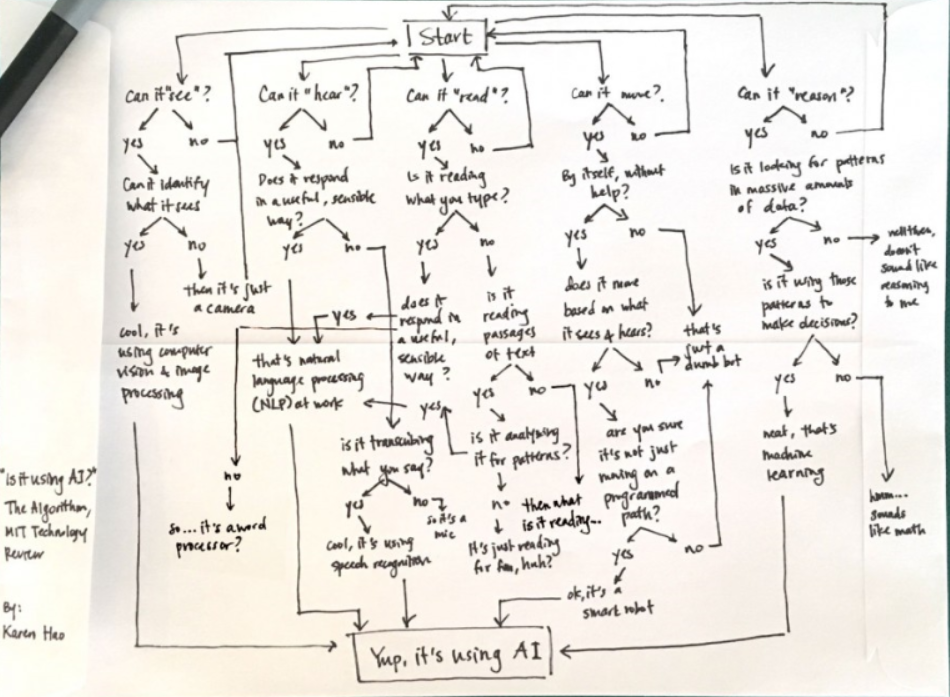 Start
Can it "see"?
yes
no
Can it Identify
what it sees
yes
no
then it's just
a camera
cool, it's
using computer
vision & image
processing
Can it "hear"?
yes
no
Does it respond
in a useful, sensible
way?
yes
no
that's natural
language processing
(NLP) at work
is it transcribing
what you say?
yes
no
so it's a
mic
cool, it's using
speech recognition
Can it "read"?
yes
no
Is it reading
what you type?
yes
no
does it
respond in
a useful,
sensible
way?
yes
no
so... it's a word
processor?
is it
reading
passages
of text
yes
no
is it analyzing
it for patterns?
yes
no
It's just reading
for fun, huh?
then what
is it reading...
Can it move?
yes
no
By itself, without
help?
yes
no
does it move
based on what
it sees & hears?
yes
no
that's
just a
dumb bot
are you sure
it's not just
moving on a
programmed
path?
yes
no
ok, it's a
smart robot
Can it "reason"?
yes
no
Is it looking for patterns
in massive amounts
of data?
yes
no
well then,
doesn't
sound like
reasoning
to me
is it using those
patterns to
make decisions?
yes
no
neat, that's
machine
learning
hmm...
sounds
like math
Yup, it's using AI
"Is it using AI?"
The Algorithm,
MIT Technology
Review
By:
Karen Hao